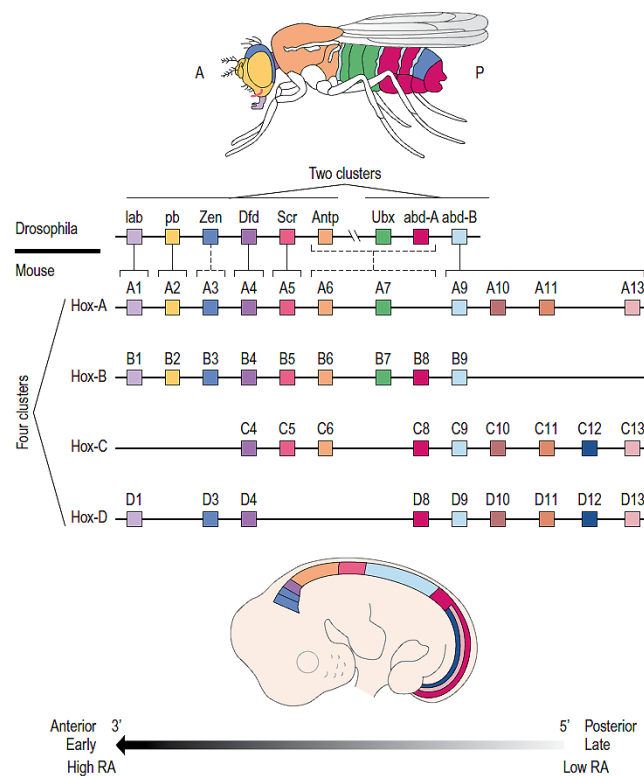 A P
Two clusters
lab pb Zen Dfd Scr Antp Ubx abd-A abd-B
Drosophila
Mouse
A1 A2 A3 A4 A5 A6 A7 A9 A10 A11 A13
Hox-A
B1 B2 B3 B4 B5 B6 B7 B8 B9
Hox-B
Four clusters
C4 C5 C6 C8 C9 C10 C11 C12 C13
Hox-C
D1 D3 D4 D8 D9 D10 D11 D12 D13
Hox-D
Anterior 3’ 5’ Posterior
Early Late
High RA Low RA